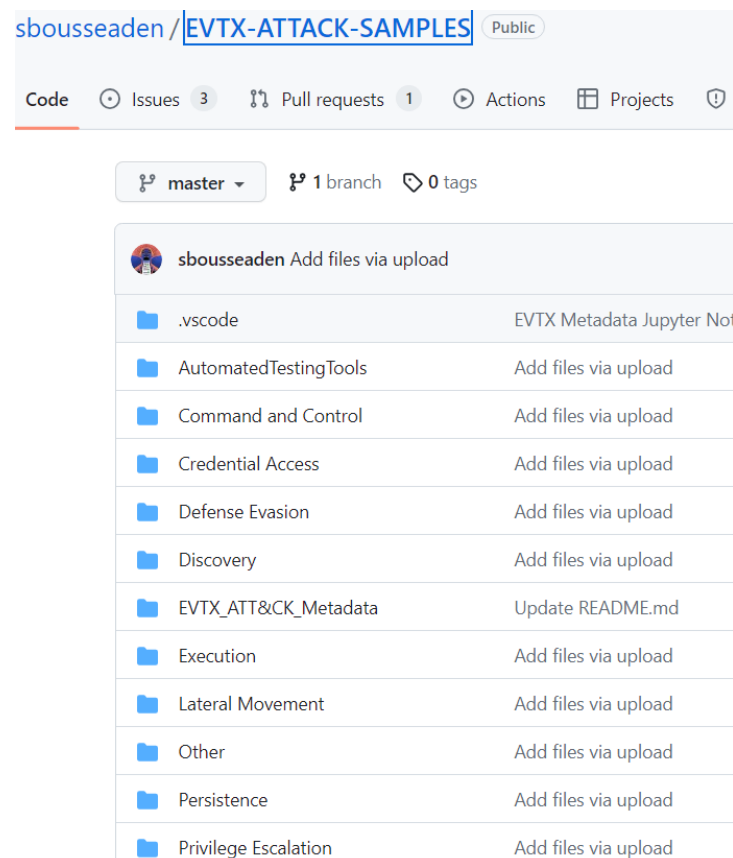 sbousseaden / EVTX-ATTACK-SAMPLES Public
Code Issues 3 Pull requests 1 Actions Projects
master 1 branch 0 tags
sbousseaden Add files via upload
.vscode EVTX Metadata Jupyter Not
AutomatedTestingTools Add files via upload
Command and Control Add files via upload
Credential Access Add files via upload
Defense Evasion Add files via upload
Discovery Add files via upload
EVTX_ATT&CK_Metadata Update README.md
Execution Add files via upload
Lateral Movement Add files via upload
Other Add files via upload
Persistence Add files via upload
Privilege Escalation Add files via upload